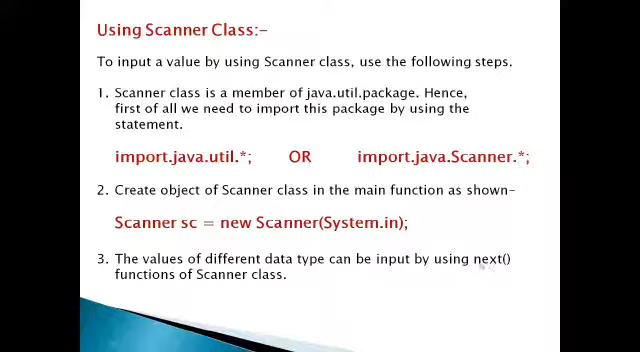 Using Scanner Class:-
To input a value by using Scanner class, use the following steps.
1. Scanner class is a member of java.util.package. Hence,
first of all we need to import this package by using the
statement.
import.java.util.*; OR import.java.Scanner.*;
2. Create object of Scanner class in the main function as shown-
Scanner sc = new Scanner(System.in);
3. The values of different data type can be input by using next()
functions of Scanner class.